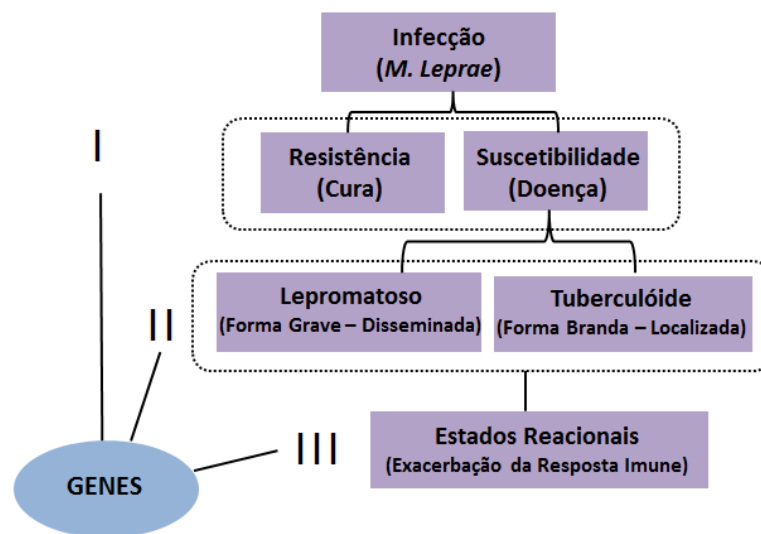 Infecção
(M. Leprae)
I
Resistência
(Cura)
Suscetibilidade
(Doença)
II
Lepromatoso
(Forma Grave – Disseminada)
Tuberculóide
(Forma Branda – Localizada)
III
Estados Reacionais
(Exacerbação da Resposta Imune)
GENES